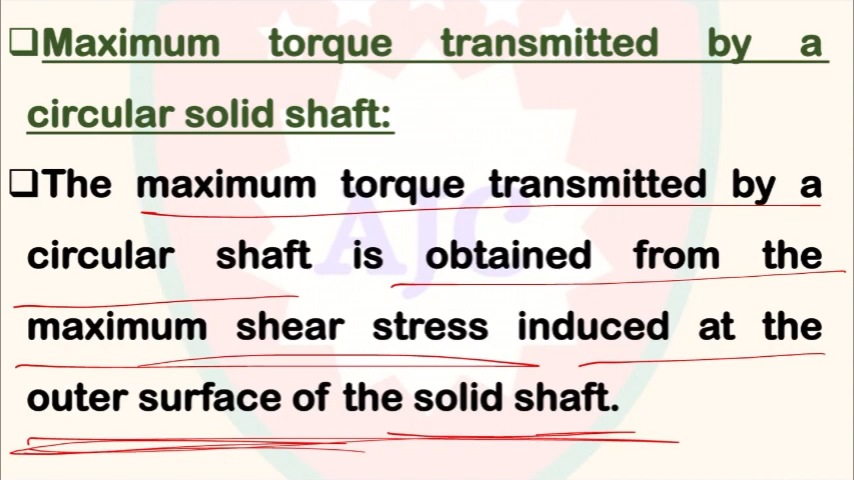 ❑Maximum torque transmitted by a
circular solid shaft:
❑The maximum torque transmitted by a
circular shaft is obtained from the
maximum shear stress induced at the
outer surface of the solid shaft.
AJC